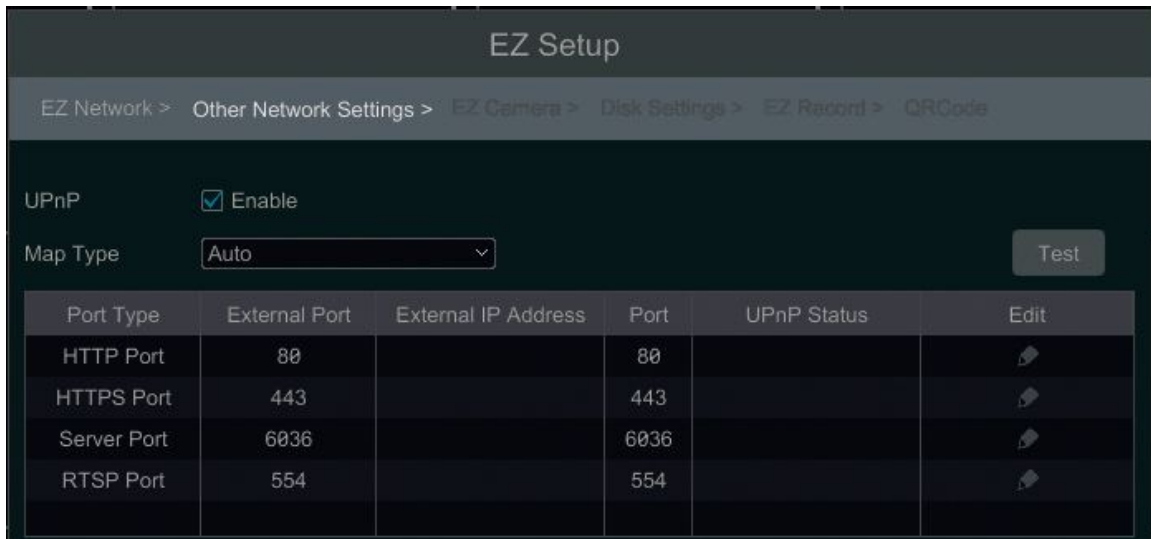 EZ Setup
EZ Network > Other Network Settings > EZ Camera > Disk Settings > EZ Record > QRCode
UPnP Enable
Map Type Auto Test
Port Type External Port External IP Address Port UPnP Status Edit
HTTP Port 80 80
HTTPS Port 443 443
Server Port 6036 6036
RTSP Port 554 554